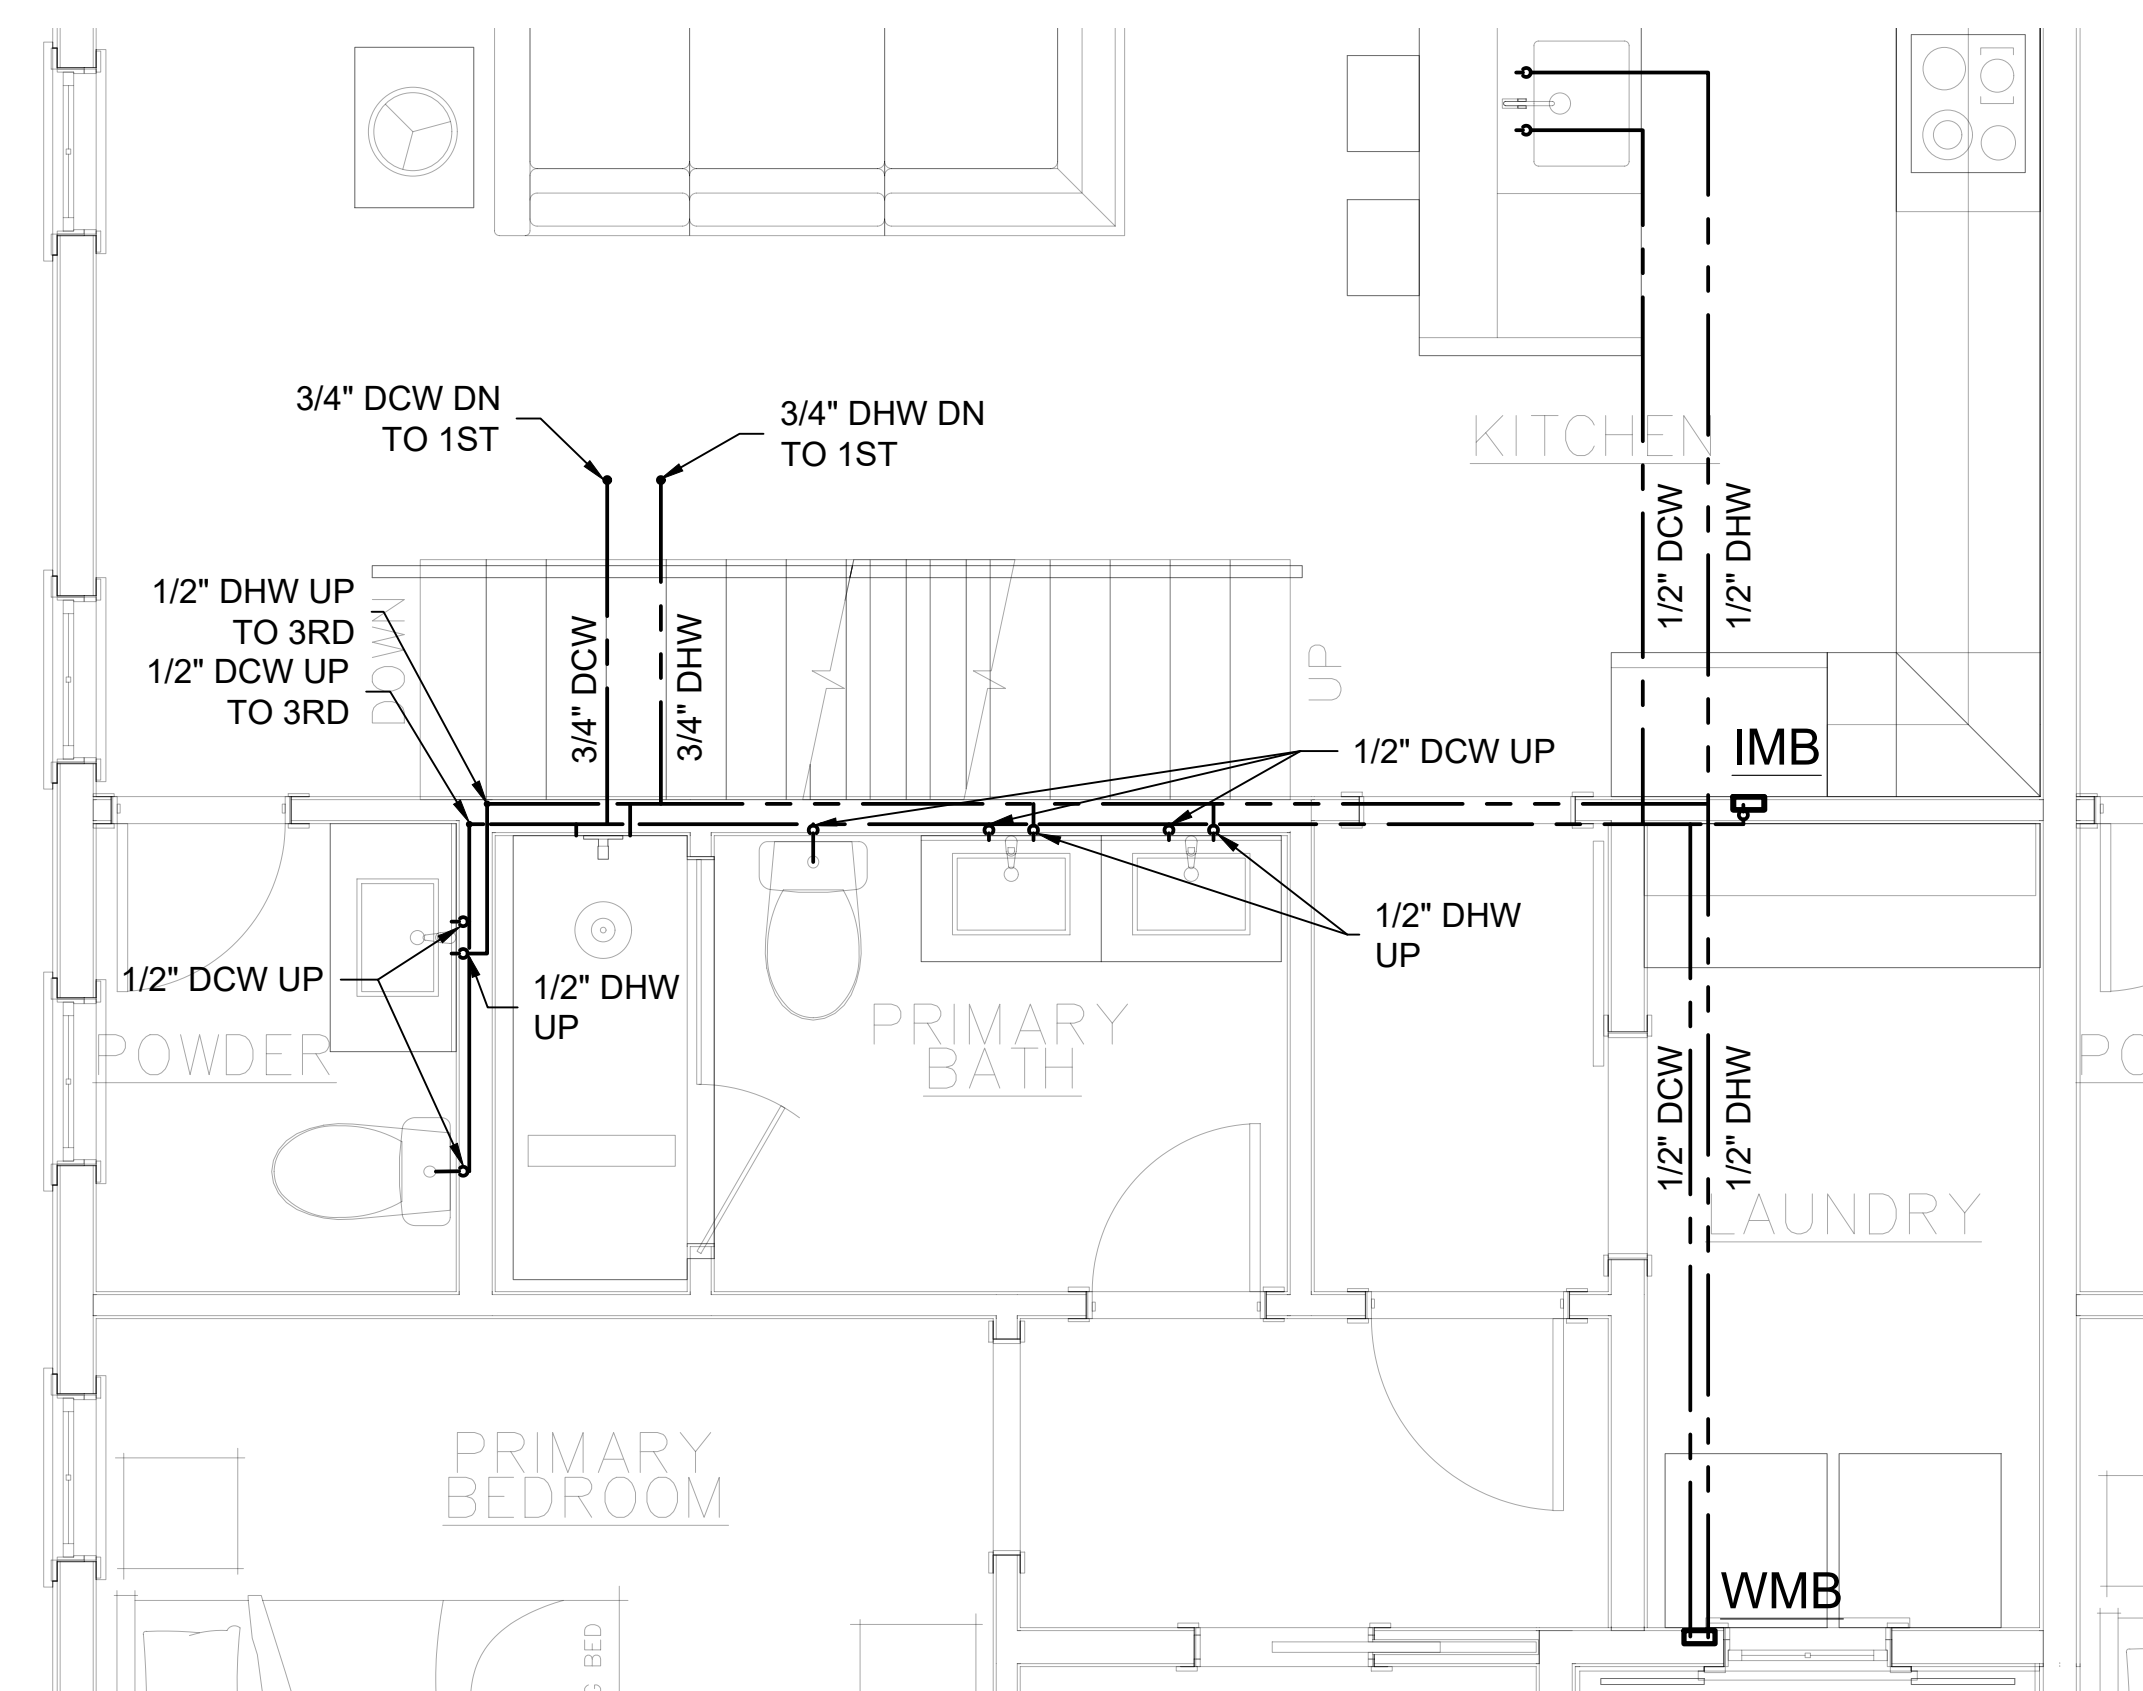 3/4" DCW DN
TO 1ST
3/4" DHW DN
TO 1ST
KITCHEN
1/2" DCW
1/2" DHW
1/2" DHW UP
TO 3RD
1/2" DCW UP
TO 3RD
DOWN
3/4" DCW
3/4" DHW
UP
1/2" DCW UP
IMB
1/2" DHW
UP
1/2" DCW UP
1/2" DHW
UP
POWDER
PRIMARY
BATH
1/2" DCW
1/2" DHW
LAUNDRY
PRIMARY
BEDROOM
WMB
BED